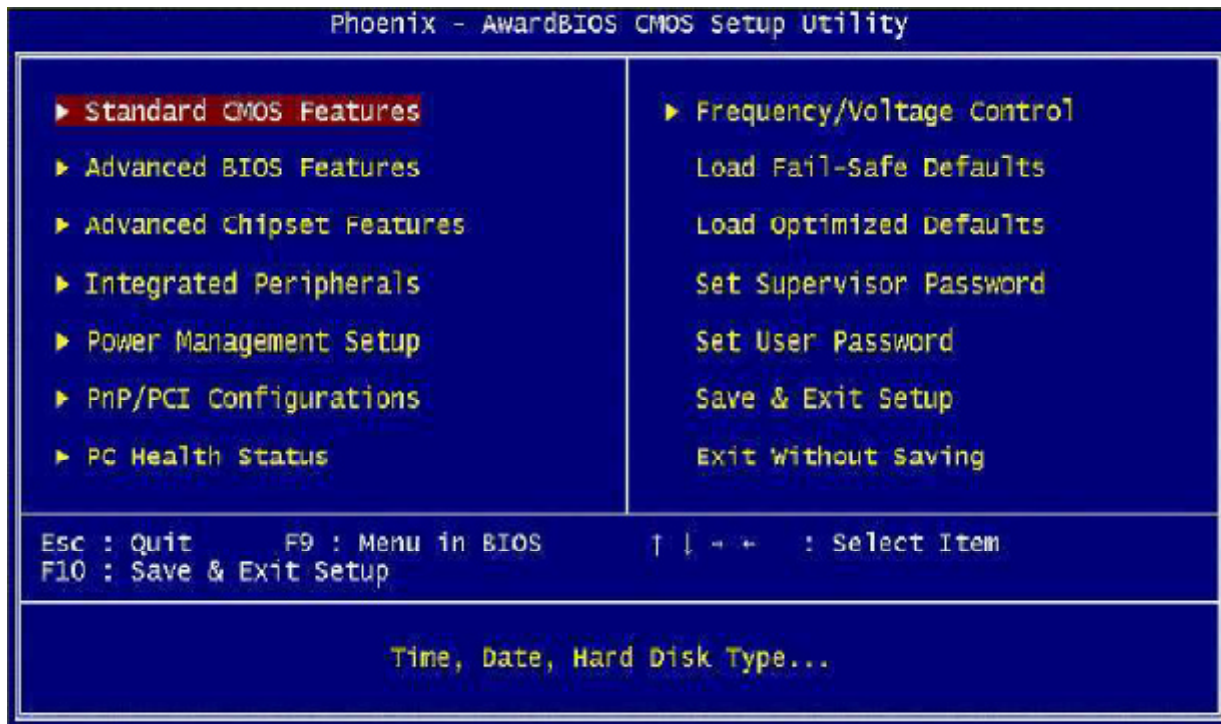 Phoenix - AwardBIOS CMOS Setup Utility
▶ Standard CMOS Features
▶ Advanced BIOS Features
▶ Advanced Chipset Features
▶ Integrated Peripherals
▶ Power Management Setup
▶ PnP/PCI Configurations
▶ PC Health Status
▶ Frequency/Voltage Control
Load Fail-Safe Defaults
Load Optimized Defaults
Set Supervisor Password
Set User Password
Save & Exit Setup
Exit Without Saving
Esc : Quit F9 : Menu in BIOS ↑ ↓ → ← : Select Item
F10 : Save & Exit Setup
Time, Date, Hard Disk Type...